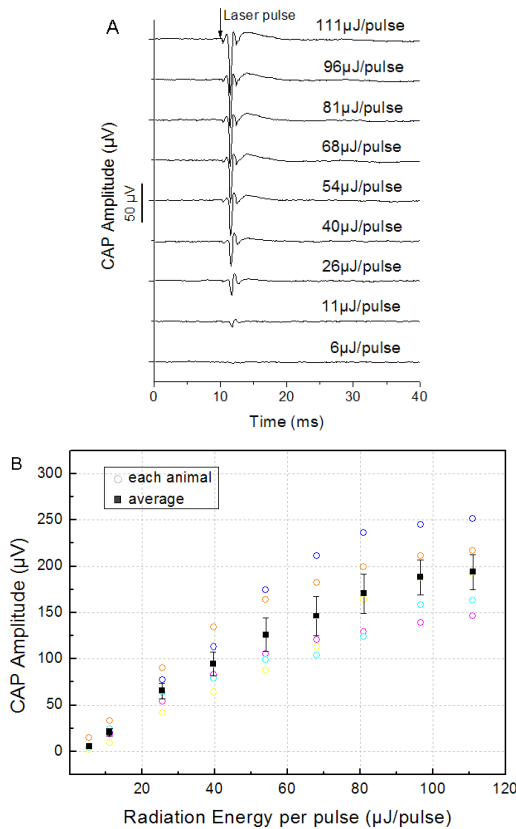 A
Laser pulse
111µJ/pulse
96µJ/pulse
81µJ/pulse
68µJ/pulse
54µJ/pulse
40µJ/pulse
26µJ/pulse
11µJ/pulse
6µJ/pulse
CAP Amplitude (µV)
50 µV
0 10 20 30 40
Time (ms)
B
each animal
average
300
250
200
150
100
50
0
CAP Amplitude (µV)
20 40 60 80 100 120
Radiation Energy per pulse (µJ/pulse)